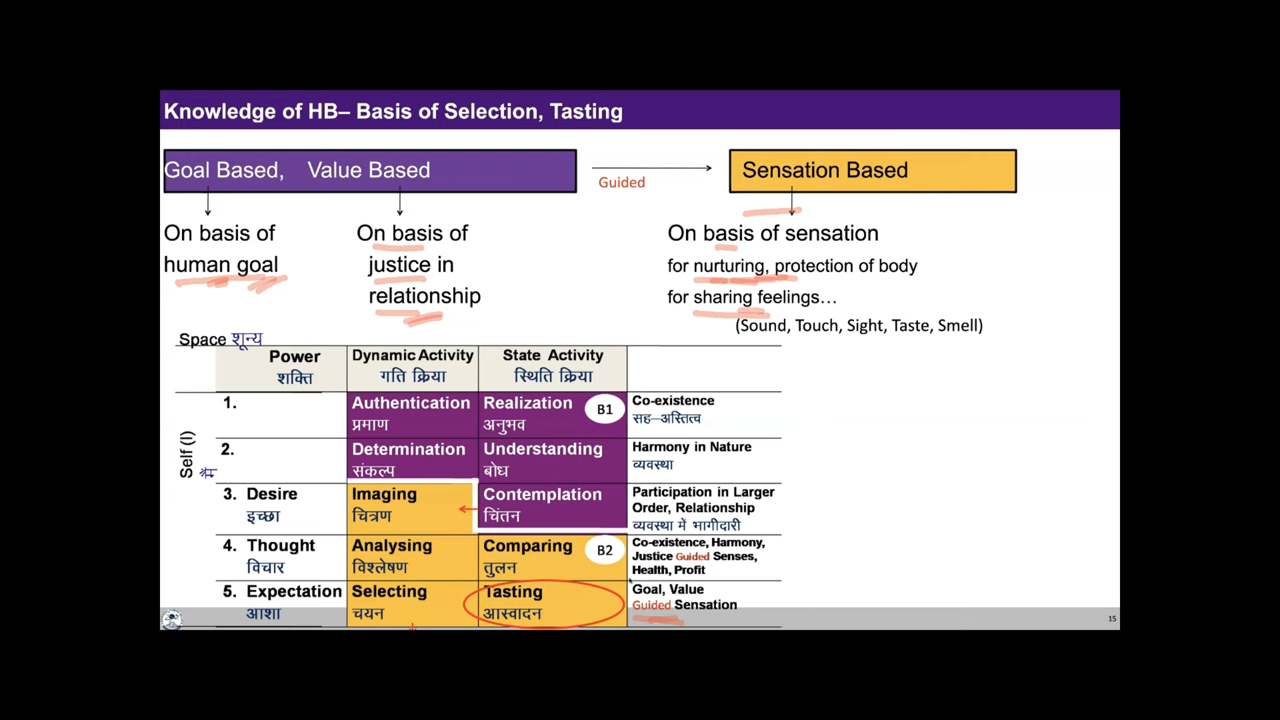 Knowledge of HB– Basis of Selection, Tasting
Goal Based, Value Based
Guided
Sensation Based
On basis of
human goal
On basis of
justice in
relationship
On basis of sensation
for nurturing, protection of body
for sharing feelings…
(Sound, Touch, Sight, Taste, Smell)
Space शून्य
Power
शक्ति
Dynamic Activity
गति क्रिया
State Activity
स्थिति क्रिया
Self (I)
मैं
1.
Authentication
प्रमाण
Realization
अनुभव
B1
Co-existence
सह–अस्तित्व
2.
Determination
संकल्प
Understanding
बोध
Harmony in Nature
व्यवस्था
3. Desire
इच्छा
Imaging
चित्रण
Contemplation
चिंतन
Participation in Larger
Order, Relationship
व्यवस्था में भागीदारी
4. Thought
विचार
Analysing
विश्लेषण
Comparing
तुलन
B2
Co-existence, Harmony,
Justice Guided Senses,
Health, Profit
5. Expectation
आशा
Selecting
चयन
Tasting
आस्वादन
Goal, Value
Guided Sensation
15